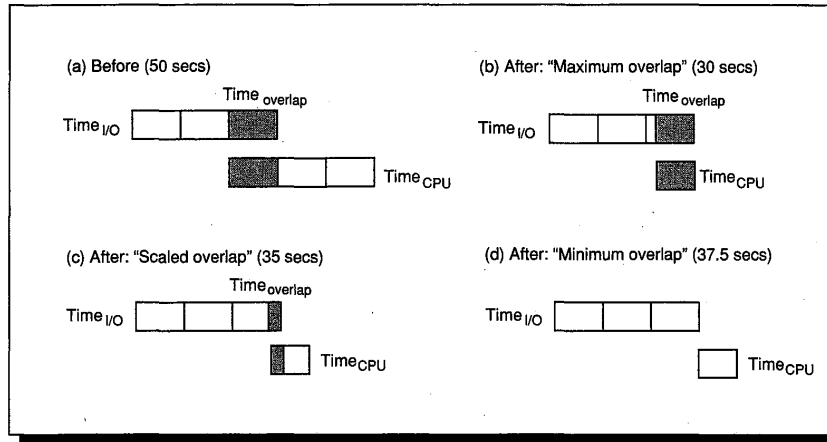 (a) Before (50 secs)
Time overlap
Time I/O
Time CPU
(b) After: “Maximum overlap” (30 secs)
Time overlap
Time I/O
Time CPU
(c) After: “Scaled overlap” (35 secs)
Time overlap
Time I/O
Time CPU
(d) After: “Minimum overlap” (37.5 secs)
Time I/O
Time CPU